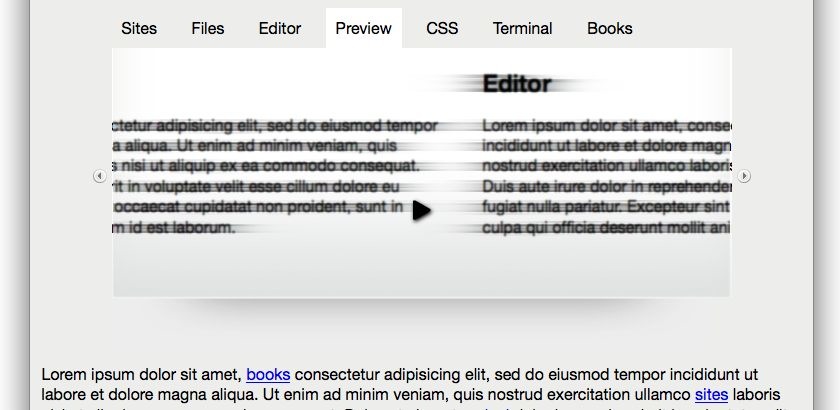 Sites Files Editor Preview CSS Terminal Books
Editor
ctetur adipisicing elit, sed do eiusmod tempor
a aliqua. Ut enim ad minim veniam, quis
s nisi ut aliquip ex ea commodo consequat.
rit in voluptate velit esse cillum dolore eu
occaecat cupidatat non proident, sunt in
m id est laborum.
Lorem ipsum dolor sit amet, conse
incididunt ut labore et dolore magn
nostrud exercitation ullamco laboris
Duis aute irure dolor in reprehender
fugiat nulla pariatur. Excepteur sint
culpa qui officia deserunt mollit ani
Lorem ipsum dolor sit amet, books consectetur adipisicing elit, sed do eiusmod tempor incididunt ut
labore et dolore magna aliqua. Ut enim ad minim veniam, quis nostrud exercitation ullamco sites laboris